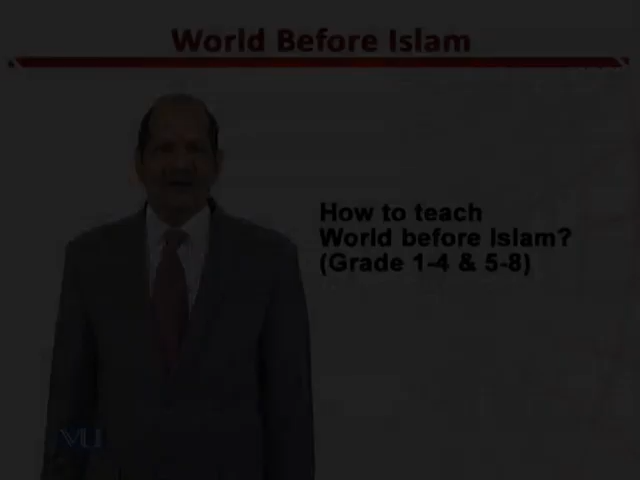 World Before Islam
How to teach
World before Islam?
(Grade 1-4 & 5-8)
VU